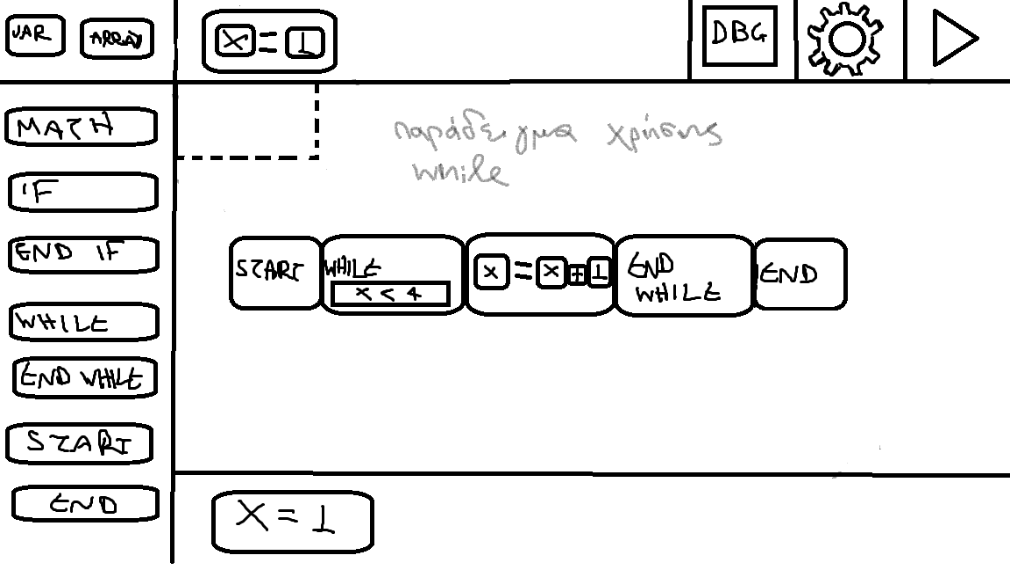 VAR
ARRAY
X = 1
DBG
MATH
IF
END IF
WHILE
END WHILE
START
END
παράδειγμα χρήσης
while
START
WHILE
x < 4
X = X + 1
END
WHILE
END
X = 1